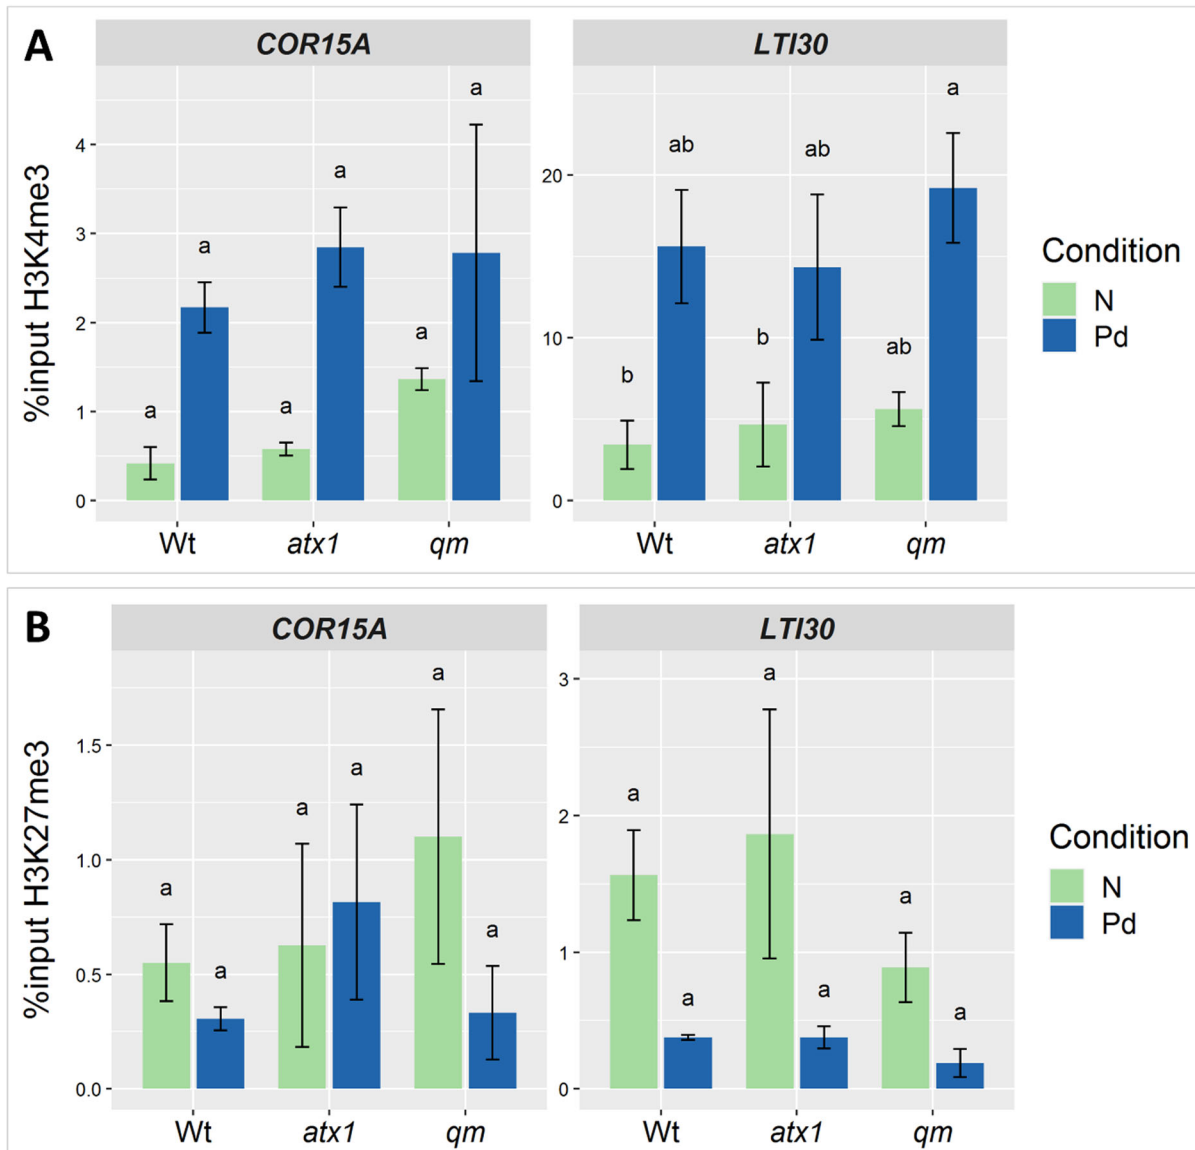 A
COR15A
LTI30
%input H3K4me3
4
3
2
1
0
a
a
a
a
a
a
20
10
0
b
ab
b
ab
ab
a
Wt
atx1
qm
Wt
atx1
qm
Condition
N
Pd
B
COR15A
LTI30
%input H3K27me3
1.5
1.0
0.5
0.0
a
a
a
a
a
a
3
2
1
0
a
a
a
a
a
a
Wt
atx1
qm
Wt
atx1
qm
Condition
N
Pd